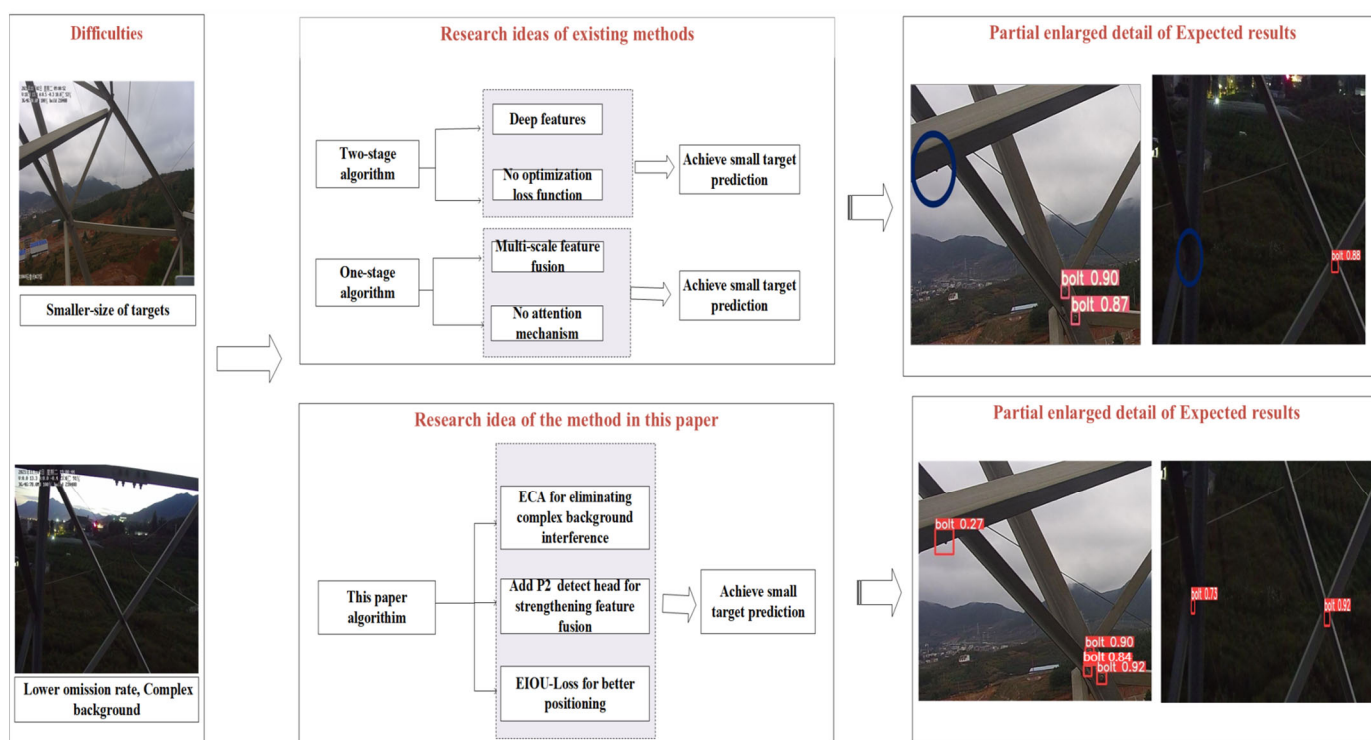 Difficulties
Smaller-size of targets
Lower omission rate, Complex
background
Research ideas of existing methods
Two-stage
algorithm
Deep features
No optimization
loss function
Achieve small target
prediction
One-stage
algorithm
Multi-scale feature
fusion
No attention
mechanism
Achieve small target
prediction
Partial enlarged detail of Expected results
bolt 0.90
bolt 0.87
bolt 0.88
Research idea of the method in this paper
This paper
algorithim
ECA for eliminating
complex background
interference
Add P2 detect head for
strengthening feature
fusion
EIOU-Loss for better
positioning
Achieve small
target prediction
Partial enlarged detail of Expected results
bolt 0.27
bolt 0.90
bolt 0.84
bolt 0.92
bolt 0.73
bolt 0.92